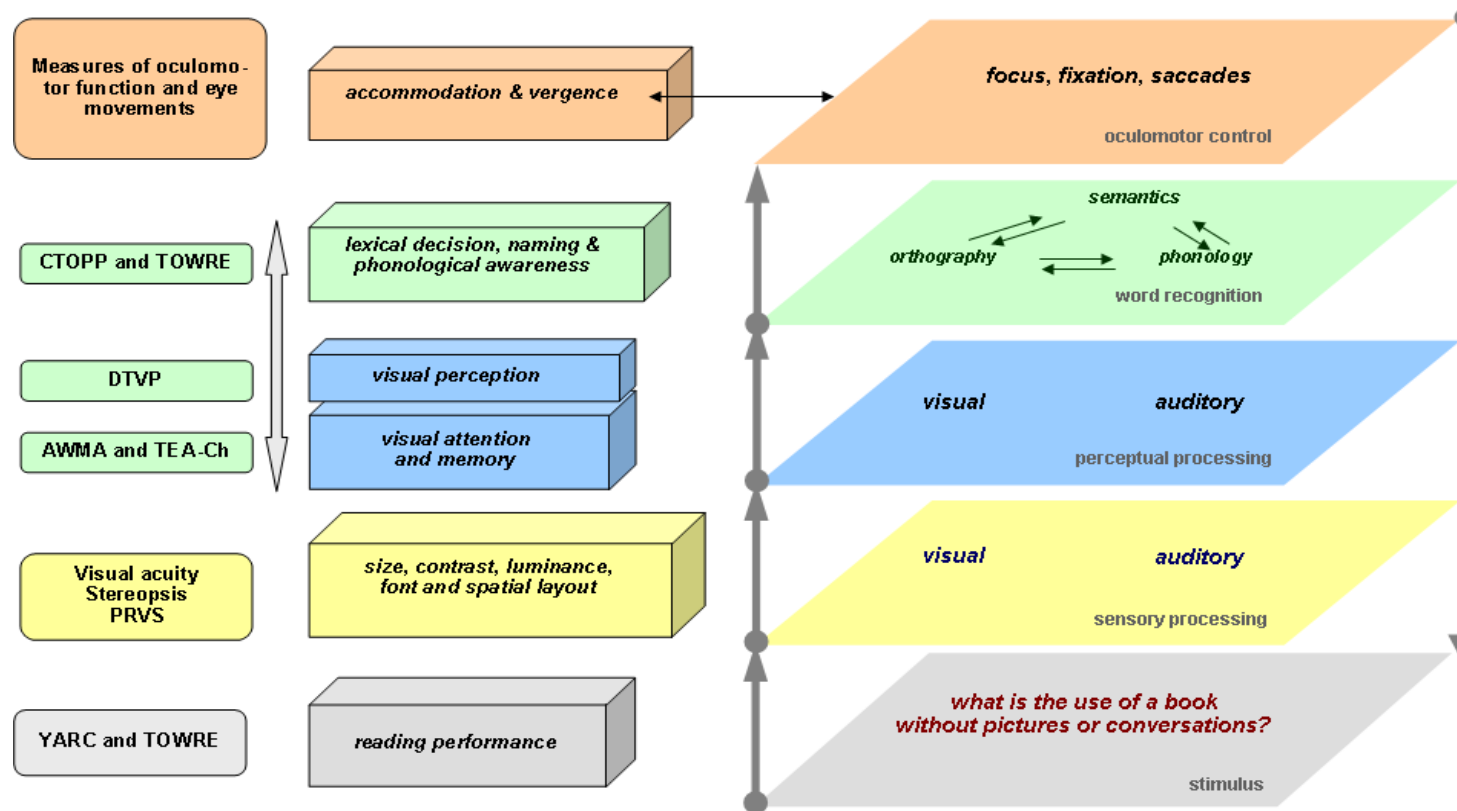 Measures of oculomo-
tor function and eye
movements
accommodation & vergence
focus, fixation, saccades
oculomotor control
CTOPP and TOWRE
lexical decision, naming &
phonological awareness
semantics
orthography
phonology
word recognition
DTVP
visual perception
AWMA and TEA-Ch
visual attention
and memory
visual
auditory
perceptual processing
Visual acuity
Stereopsis
PRVS
size, contrast, luminance,
font and spatial layout
visual
auditory
sensory processing
YARC and TOWRE
reading performance
what is the use of a book
without pictures or conversations?
stimulus